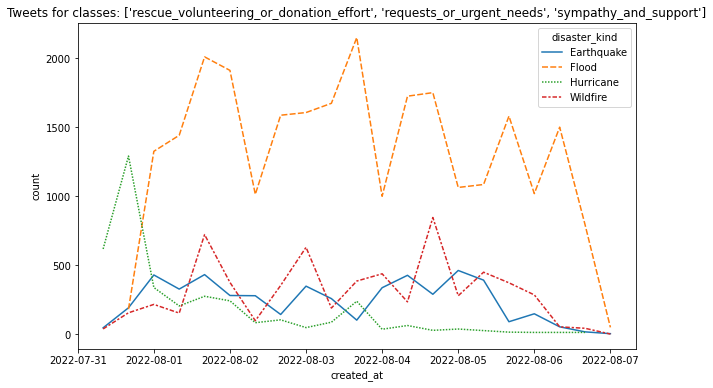 Tweets for classes: ['rescue_volunteering_or_donation_effort', 'requests_or_urgent_needs', 'sympathy_and_support']
disaster_kind
Earthquake
Flood
Hurricane
Wildfire
count
2000
1500
1000
500
0
2022-07-31 2022-08-01 2022-08-02 2022-08-03 2022-08-04 2022-08-05 2022-08-06 2022-08-07
created_at